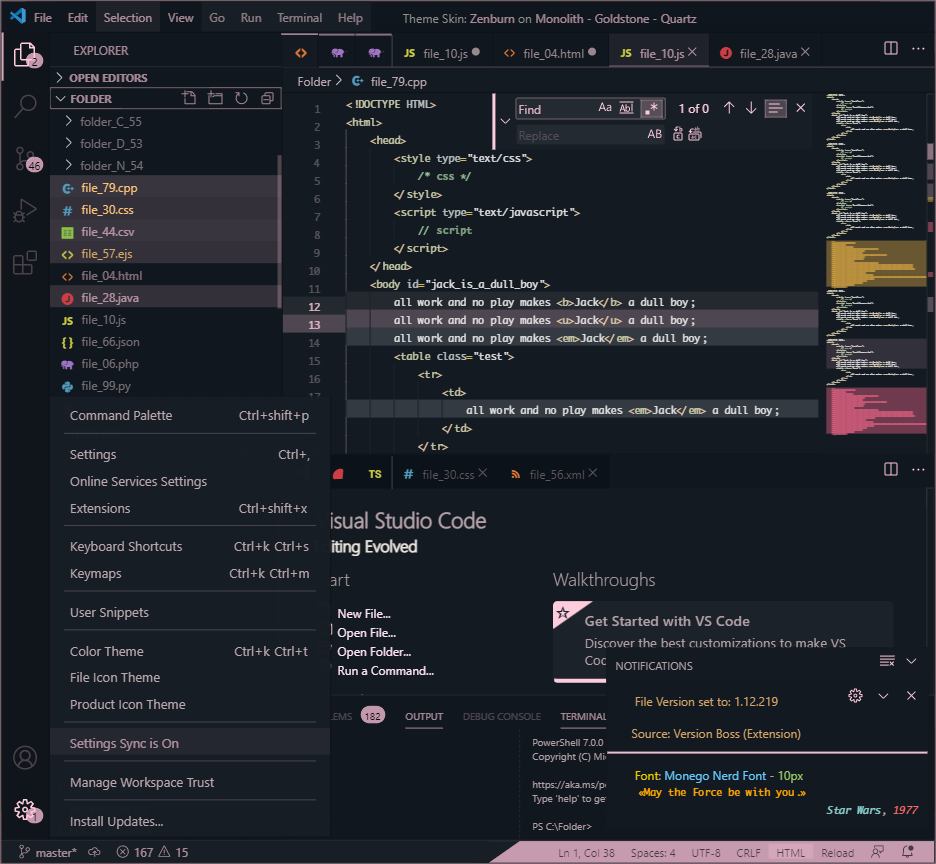 File Edit Selection View Go Run Terminal Help
Theme Skin: Zenburn on Monolith - Goldstone - Quartz
2
EXPLORER
file_10.js file_04.html JS file_10.js file_28.java
JS
OPEN EDITORS
FOLDER
Folder > file_79.cpp
folder_C_55
folder_D_53
folder_N_54
46
file_79.cpp
file_30.css
file_44.csv
file_57.ejs
file_04.html
file_28.java
JS file_10.js
file_66.json
file_06.php
file_99.py
1 <!DOCTYPE HTML>
2 <html>
3 <head>
4 <style type="text/css">
5 /* css */
6 </style>
7 <script type="text/javascript">
8 // script
9 </script>
10 </head>
11 <body id="jack_is_a_dull_boy">
12 all work and no play makes <b>Jack</b> a dull boy;
13 all work and no play makes <u>Jack</u> a dull boy;
14 all work and no play makes <em>Jack</em> a dull boy;
15 <table class="test">
16 <tr>
17 <td>
all work and no play makes <em>Jack</em> a dull boy;
</td>
</tr>
Find Aa Abl .* 1 of 0
Replace AB
Command Palette Ctrl+shift+p
Settings Ctrl+,
Online Services Settings
Extensions Ctrl+shift+x
Keyboard Shortcuts Ctrl+k Ctrl+s
Keymaps Ctrl+k Ctrl+m
User Snippets
Color Theme Ctrl+k Ctrl+t
File Icon Theme
Product Icon Theme
Settings Sync is On
Manage Workspace Trust
Install Updates...
1
TS # file_30.css file_56.xml
isual Studio Code
iting Evolved
art
New File...
Open File...
Open Folder...
Run a Command...
Walkthroughs
Get Started with VS Code
Discover the best customizations to make VS
Coc
LEMS 182 OUTPUT DEBUG CONSOLE TERMINAL
PowerShell 7.0.0
Copyright (C) Mi
https://aka.ms/po
Type 'help' to get
PS C:\Folder>
NOTIFICATIONS
File Version set to: 1.12.219
Source: Version Boss (Extension)
Font: Monego Nerd Font - 10px
«May the Force be with you.»
Star Wars, 1977
master* 167 15
Ln 1, Col 38 Spaces: 4 UTF-8 CRLF HTML Reload